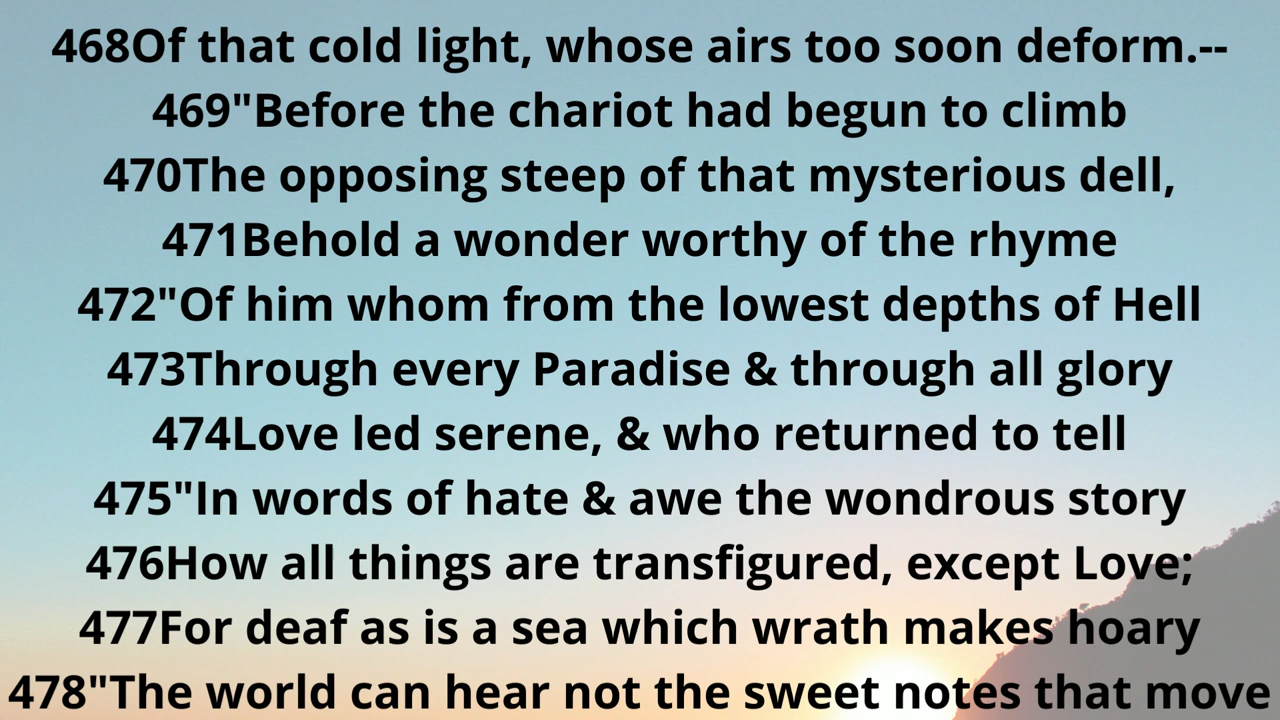 468Of that cold light, whose airs too soon deform.--
469"Before the chariot had begun to climb
470The opposing steep of that mysterious dell,
471Behold a wonder worthy of the rhyme
472"Of him whom from the lowest depths of Hell
473Through every Paradise & through all glory
474Love led serene, & who returned to tell
475"In words of hate & awe the wondrous story
476How all things are transfigured, except Love;
477For deaf as is a sea which wrath makes hoary
478"The world can hear not the sweet notes that move